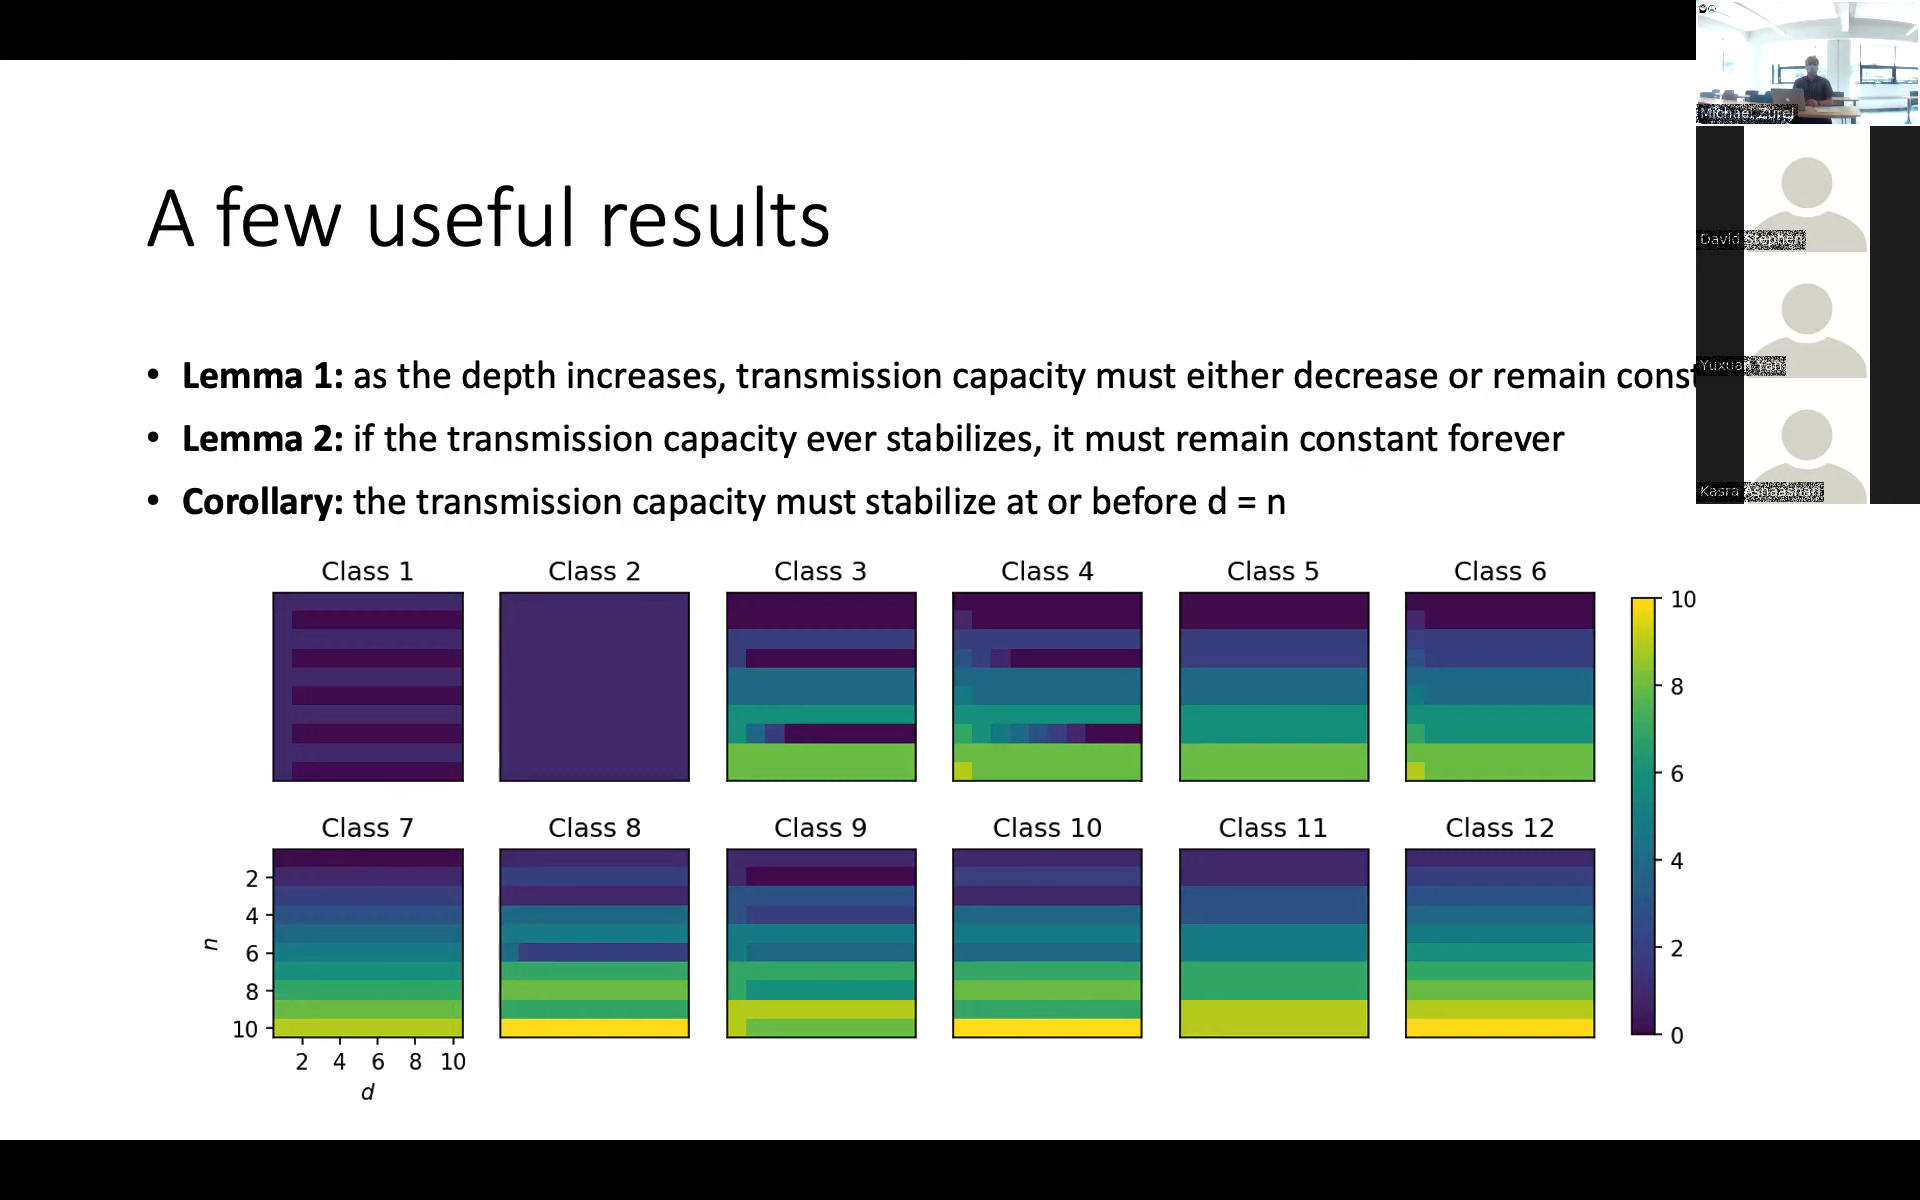 A few useful results
• Lemma 1: as the depth increases, transmission capacity must either decrease or remain const
• Lemma 2: if the transmission capacity ever stabilizes, it must remain constant forever
• Corollary: the transmission capacity must stabilize at or before d = n
Class 1 Class 2 Class 3 Class 4 Class 5 Class 6
Class 7 Class 8 Class 9 Class 10 Class 11 Class 12
n
2
4
6
8
10
2 4 6 8 10
d
10
8
6
4
2
0
Michael Zurel
David Stephen
Yuxuan Yan
Kasra Asnaashari